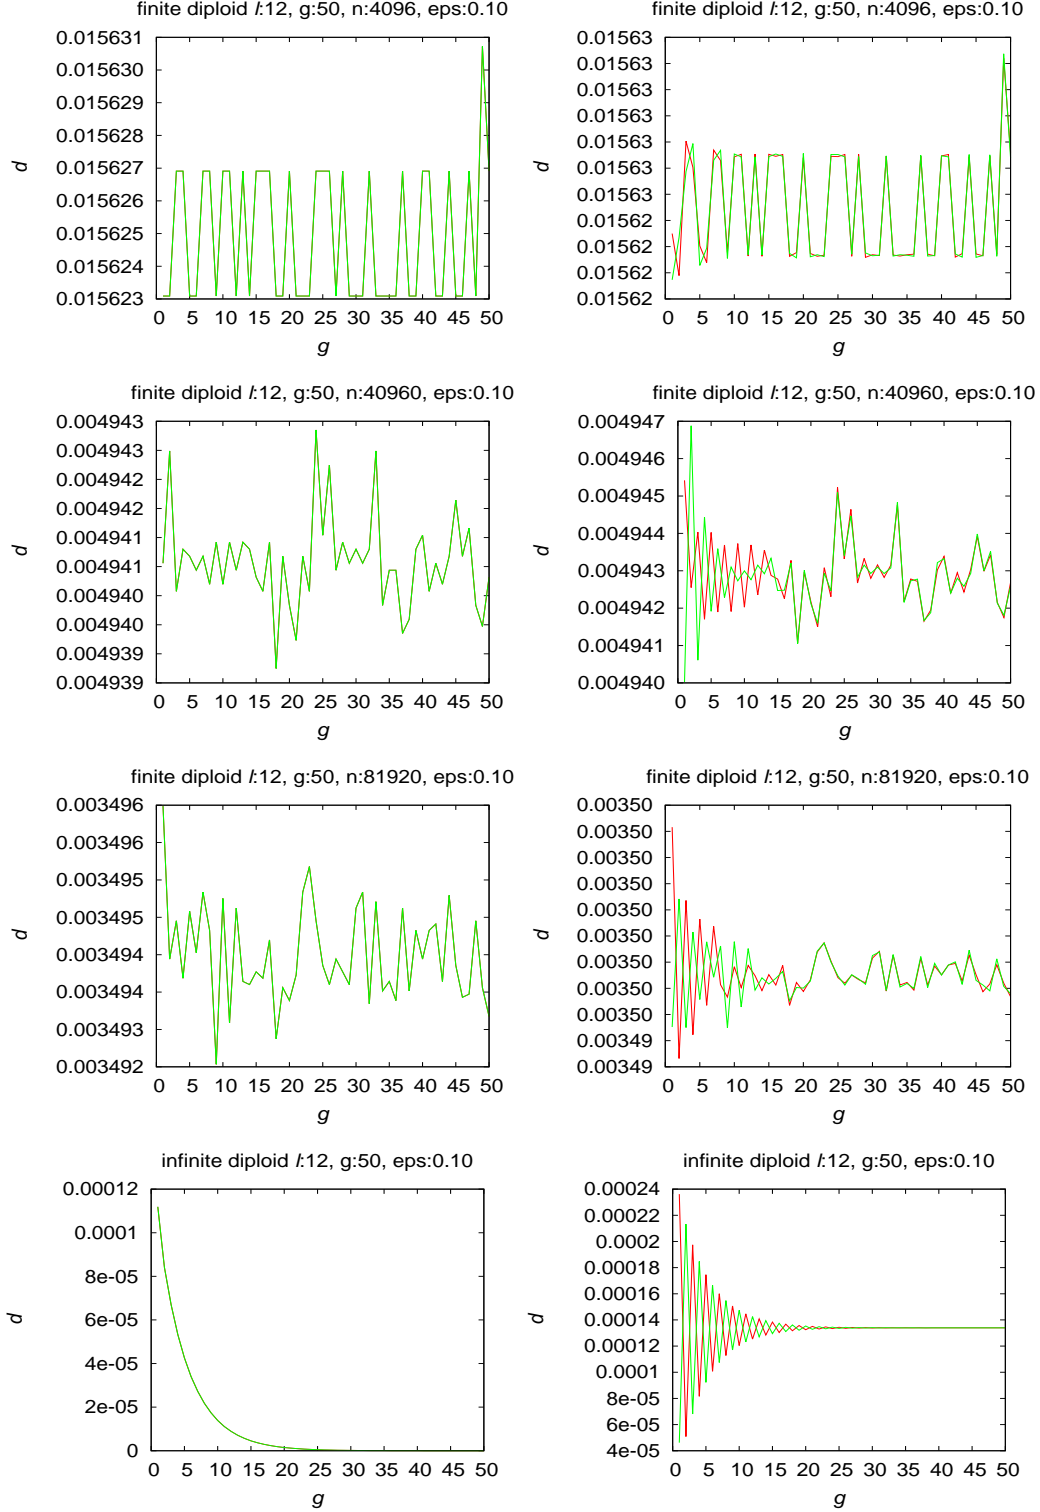 finite diploid l:12, g:50, n:4096, eps:0.10
0.015631
0.015630
0.015629
0.015628
0.015627
0.015626
0.015625
0.015624
0.015623
d
0 5 10 15 20 25 30 35 40 45 50
g
finite diploid l:12, g:50, n:4096, eps:0.10
0.01563
0.01563
0.01563
0.01563
0.01563
0.01563
0.01563
0.01562
0.01562
0.01562
0.01562
d
0 5 10 15 20 25 30 35 40 45 50
g
finite diploid l:12, g:50, n:40960, eps:0.10
0.004943
0.004943
0.004942
0.004942
0.004941
0.004941
0.004940
0.004940
0.004939
0.004939
d
0 5 10 15 20 25 30 35 40 45 50
g
finite diploid l:12, g:50, n:40960, eps:0.10
0.004947
0.004946
0.004945
0.004944
0.004943
0.004942
0.004941
0.004940
d
0 5 10 15 20 25 30 35 40 45 50
g
finite diploid l:12, g:50, n:81920, eps:0.10
0.003496
0.003496
0.003495
0.003495
0.003494
0.003494
0.003493
0.003492
d
0 5 10 15 20 25 30 35 40 45 50
g
finite diploid l:12, g:50, n:81920, eps:0.10
0.00350
0.00350
0.00350
0.00350
0.00350
0.00350
0.00350
0.00350
0.00350
0.00349
0.00349
d
0 5 10 15 20 25 30 35 40 45 50
g
infinite diploid l:12, g:50, eps:0.10
0.00012
0.0001
8e-05
6e-05
4e-05
2e-05
0
d
0 5 10 15 20 25 30 35 40 45 50
g
infinite diploid l:12, g:50, eps:0.10
0.00024
0.00022
0.0002
0.00018
0.00016
0.00014
0.00012
0.0001
8e-05
6e-05
4e-05
d
0 5 10 15 20 25 30 35 40 45 50
g